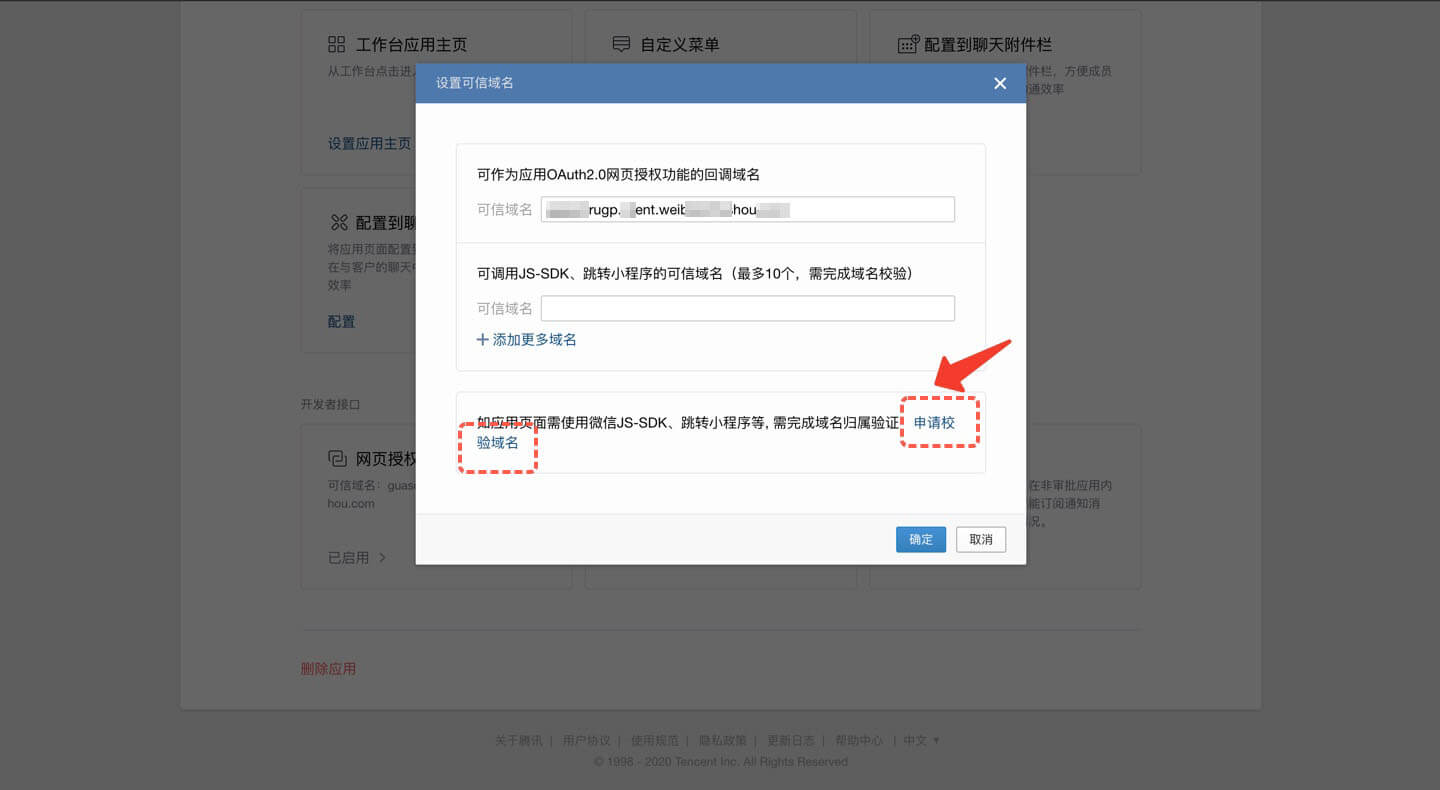 工作台应用主页
自定义菜单
配置到聊天附件栏
从工作台点击进入
件栏，方便成员
通效率
设置可信域名
设置应用主页
可作为应用OAuth2.0网页授权功能的回调域名
可信域名
rugp.
ent.weib
hou
配置到聊
将应用页面配置
在与客户的聊天中
效率
配置
可调用JS-SDK、跳转小程序的可信域名（最多10个，需完成域名校验）
可信域名
添加更多域名
开发者接口
如应用页面需使用微信JS-SDK、跳转小程序等, 需完成域名归属验证 申请校
验域名
网页授权
可信域名：guas
hou.com
在非审批应用内
能订阅通知消
况。
已启用
确定
取消
删除应用
关于腾讯 | 用户协议 | 使用规范 | 隐私政策 | 更新日志 | 帮助中心 | 中文
© 1998 - 2020 Tencent Inc. All Rights Reserved